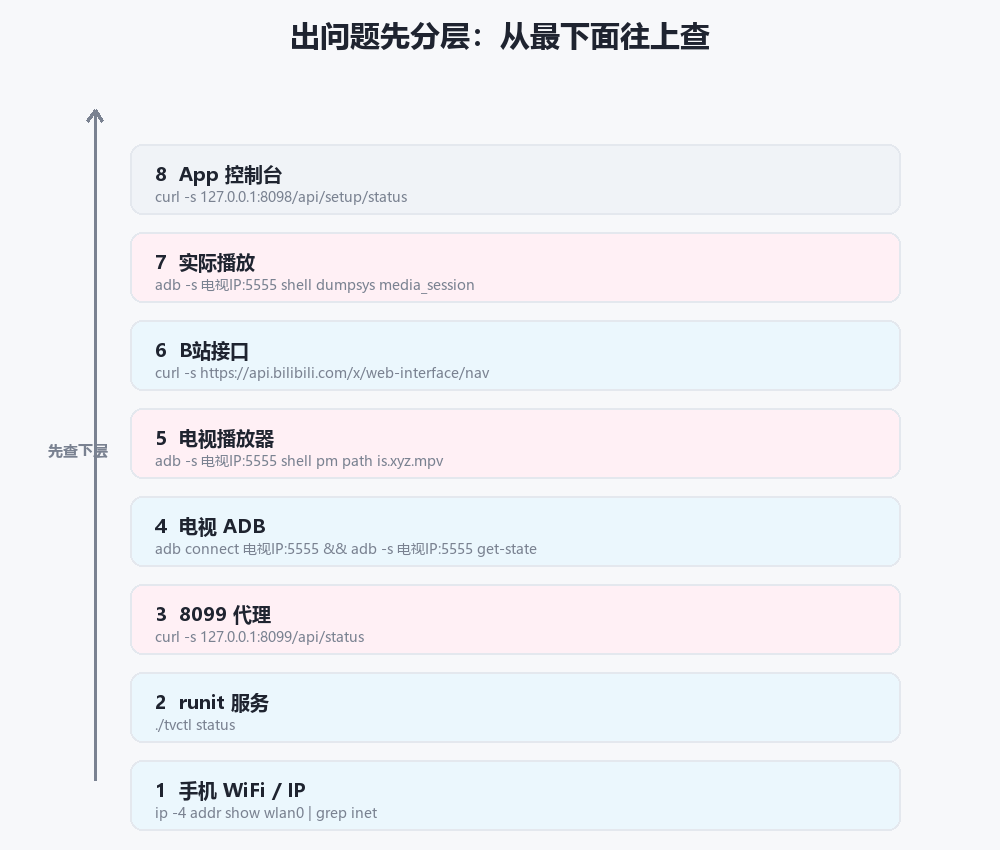 出问题先分层：从最下面往上查
8 App 控制台
curl -s 127.0.0.1:8098/api/setup/status
7 实际播放
adb -s 电视IP:5555 shell dumpsys media_session
6 B站接口
curl -s https://api.bilibili.com/x/web-interface/nav
先查下层
5 电视播放器
adb -s 电视IP:5555 shell pm path is.xyz.mpv
4 电视 ADB
adb connect 电视IP:5555 && adb -s 电视IP:5555 get-state
3 8099 代理
curl -s 127.0.0.1:8099/api/status
2 runit 服务
./tvctl status
1 手机 WiFi / IP
ip -4 addr show wlan0 | grep inet